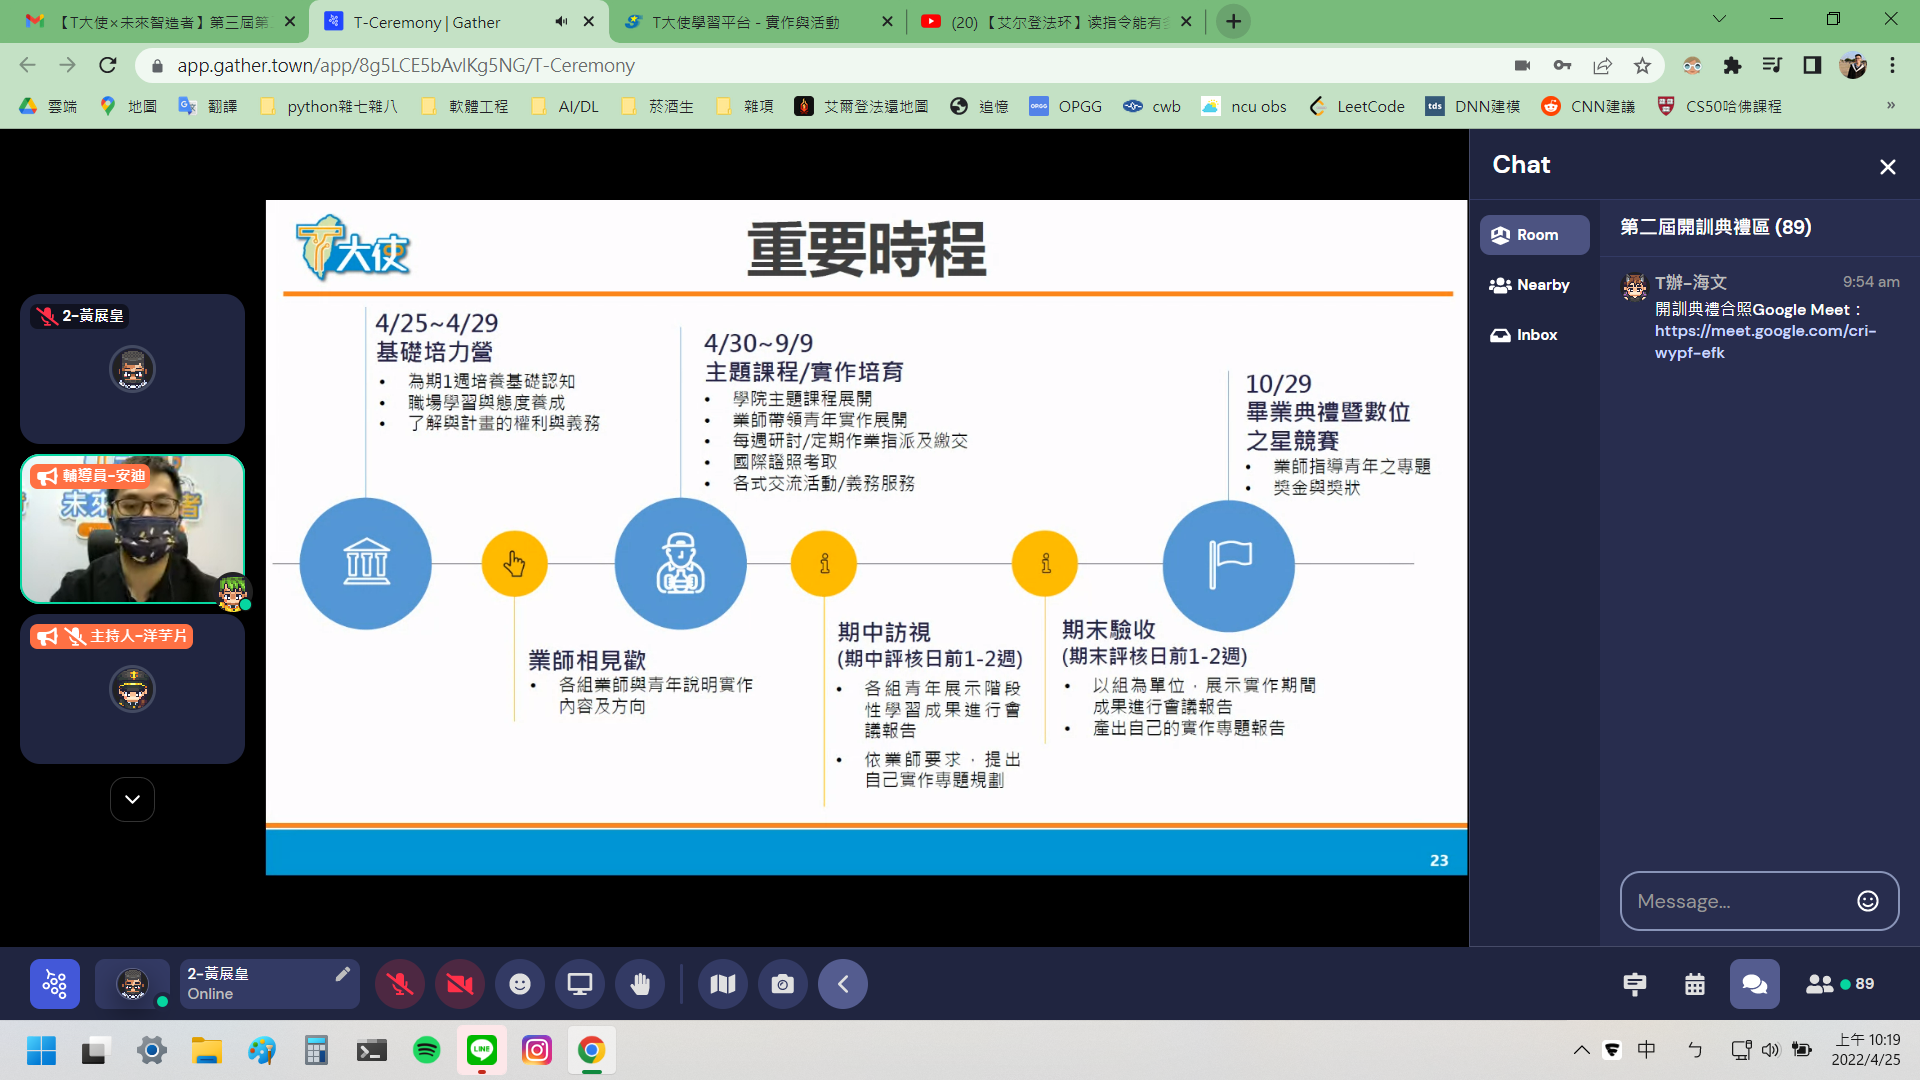 【T大使×未來智造者】第三屆第
T-Ceremony | Gather
T大使學習平台 - 實作與活動
(20) 【艾尔登法环】读指令能有
app.gather.town/app/8g5LCE5bAvlKg5NG/T-Ceremony
雲端
地圖
翻譯
python雜七雜八
軟體工程
AI/DL
菸酒生
雜項
艾爾登法還地圖
追憶
OPGG
cwb
ncu obs
LeetCode
tds
DNN建模
CNN建議
CS50哈佛課程
»
2-黃展皇
輔導員-安迪
未來
者
主持人-洋芋片
T大使
重要時程
4/25~4/29
基礎培力營
• 為期1週培養基礎認知
• 職場學習與態度養成
• 了解與計畫的權利與義務
4/30~9/9
主題課程/實作培育
• 學院主題課程展開
• 業師帶領青年實作展開
• 每週研討/定期作業指派及繳交
• 國際證照考取
• 各式交流活動/義務服務
10/29
畢業典禮暨數位
之星競賽
• 業師指導青年之專題
• 獎金與獎狀
業師相見歡
• 各組業師與青年說明實作
內容及方向
期中訪視
(期中評核日前1-2週)
• 各組青年展示階段
性學習成果進行會
議報告
• 依業師要求，提出
自己實作專題規劃
期末驗收
(期末評核日前1-2週)
• 以組為單位，展示實作期間
成果進行會議報告
• 產出自己的實作專題報告
23
Chat
Room
Nearby
Inbox
第二屆開訓典禮區 (89)
T辦-海文
9:54 am
開訓典禮合照Google Meet：
https://meet.google.com/cri-
wypf-efk
Message...
2-黃展皇
Online
89
LINE
中
ㄅ
上午 10:19
2022/4/25